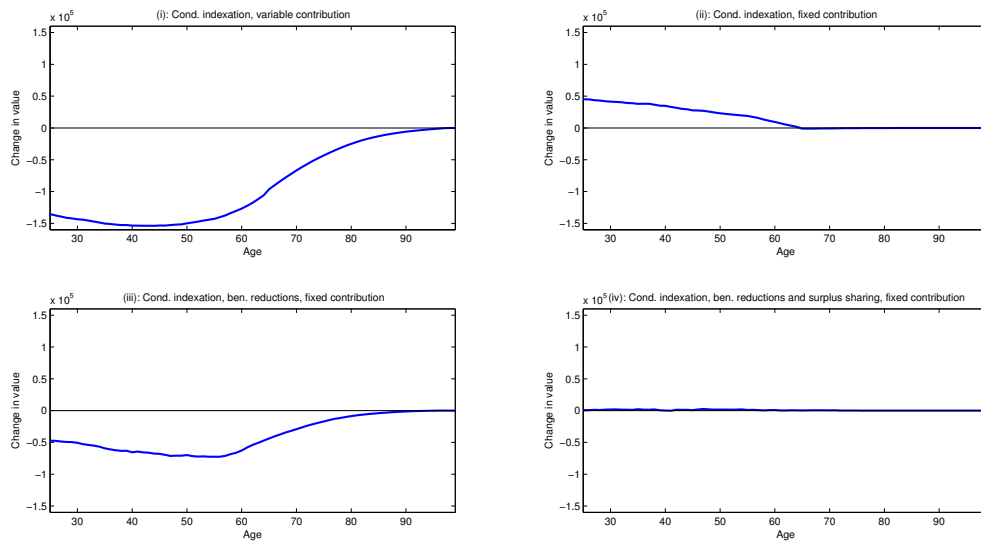 (i): Cond. indexation, variable contribution
x 10^5
1.5
1
0.5
0
−0.5
−1
−1.5
Change in value
30 40 50 60 70 80 90
Age
(ii): Cond. indexation, fixed contribution
x 10^5
1.5
1
0.5
0
−0.5
−1
−1.5
Change in value
30 40 50 60 70 80 90
Age
(iii): Cond. indexation, ben. reductions, fixed contribution
x 10^5
1.5
1
0.5
0
−0.5
−1
−1.5
Change in value
30 40 50 60 70 80 90
Age
x 10^5 (iv): Cond. indexation, ben. reductions and surplus sharing, fixed contribution
1.5
1
0.5
0
−0.5
−1
−1.5
Change in value
30 40 50 60 70 80 90
Age